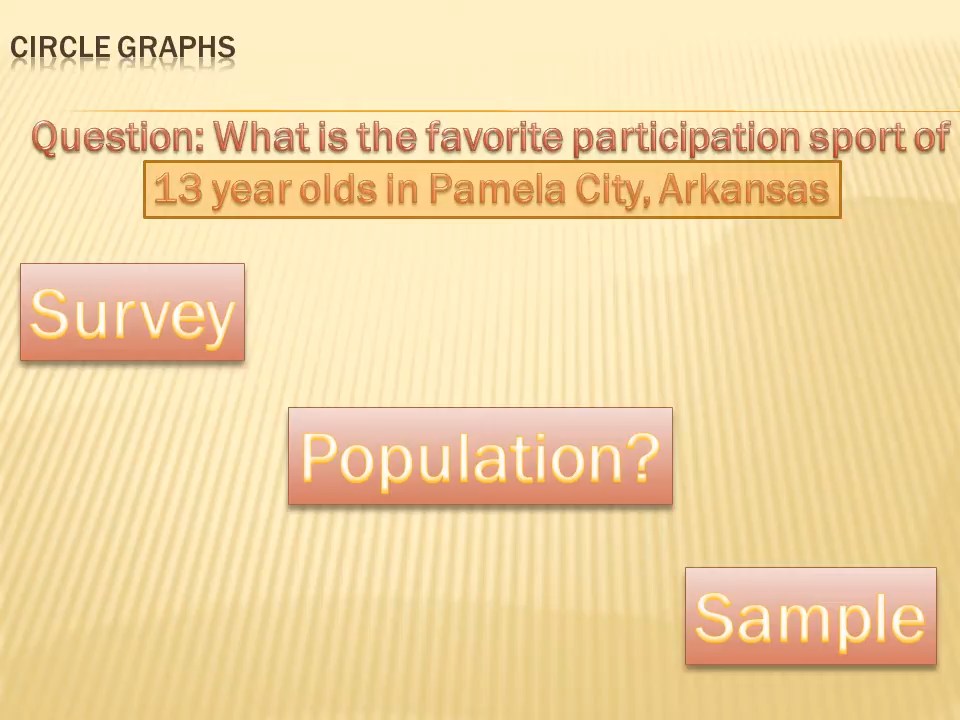 CIRCLE GRAPHS
Question: What is the favorite participation sport of
13 year olds in Pamela City, Arkansas
Survey
Population?
Sample